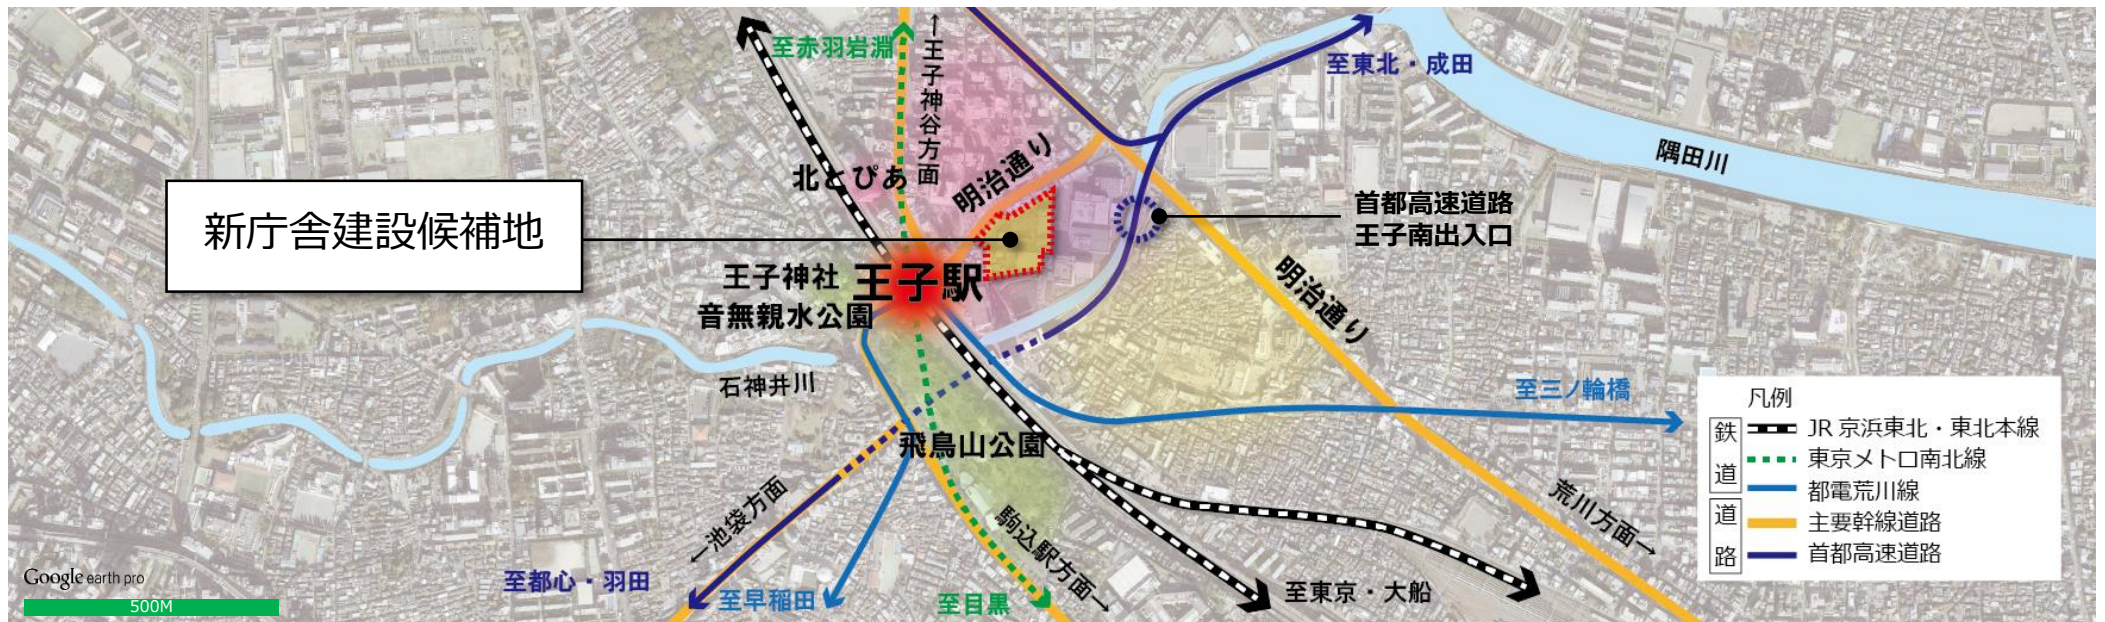 至赤羽岩淵
←王子神谷方面
至東北・成田
隅田川
明治通り
北とぴあ
新庁舎建設候補地
首都高速道路
王子南出入口
王子神社
王子駅
音無親水公園
明治通り
石神井川
至三ノ輪橋
飛鳥山公園
←池袋方面
駒込駅方面→
荒川方面→
至都心・羽田
至早稲田
至目黒
至東京・大船
凡例
鉄道
JR 京浜東北・東北本線
東京メトロ南北線
都電荒川線
道路
主要幹線道路
首都高速道路
Google earth pro
500M